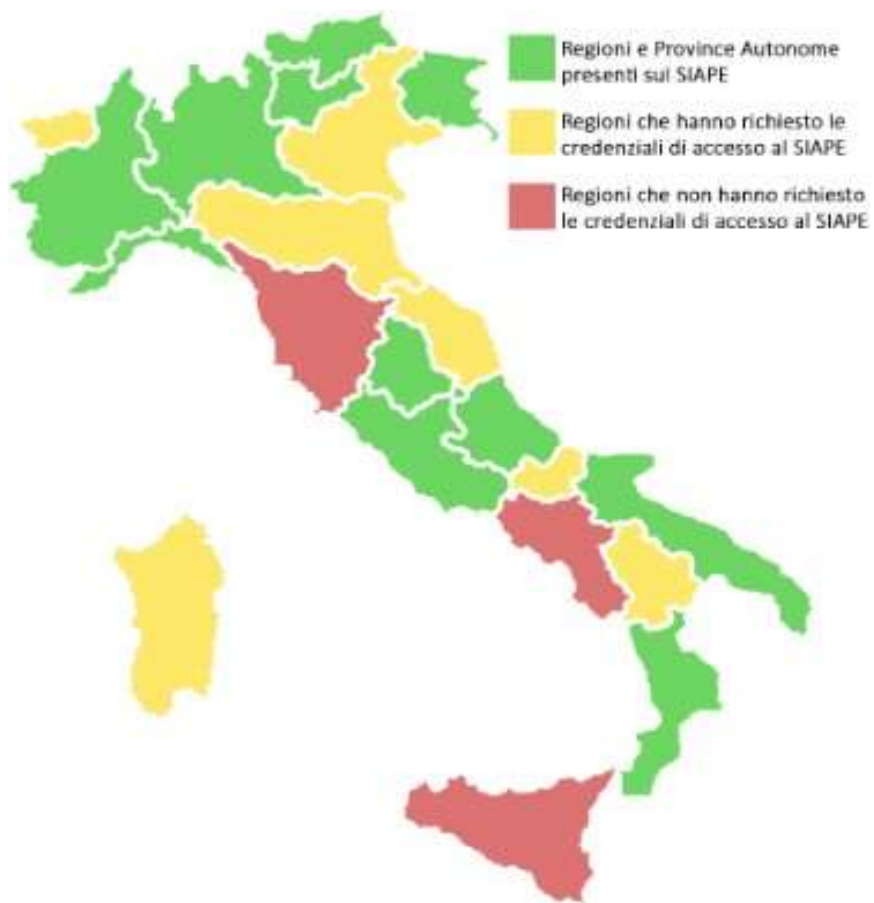 Regioni e Province Autonome
presenti sul SIAPE
Regioni che hanno richiesto le
credenziali di accesso al SIAPE
Regioni che non hanno richiesto
le credenziali di accesso al SIAPE